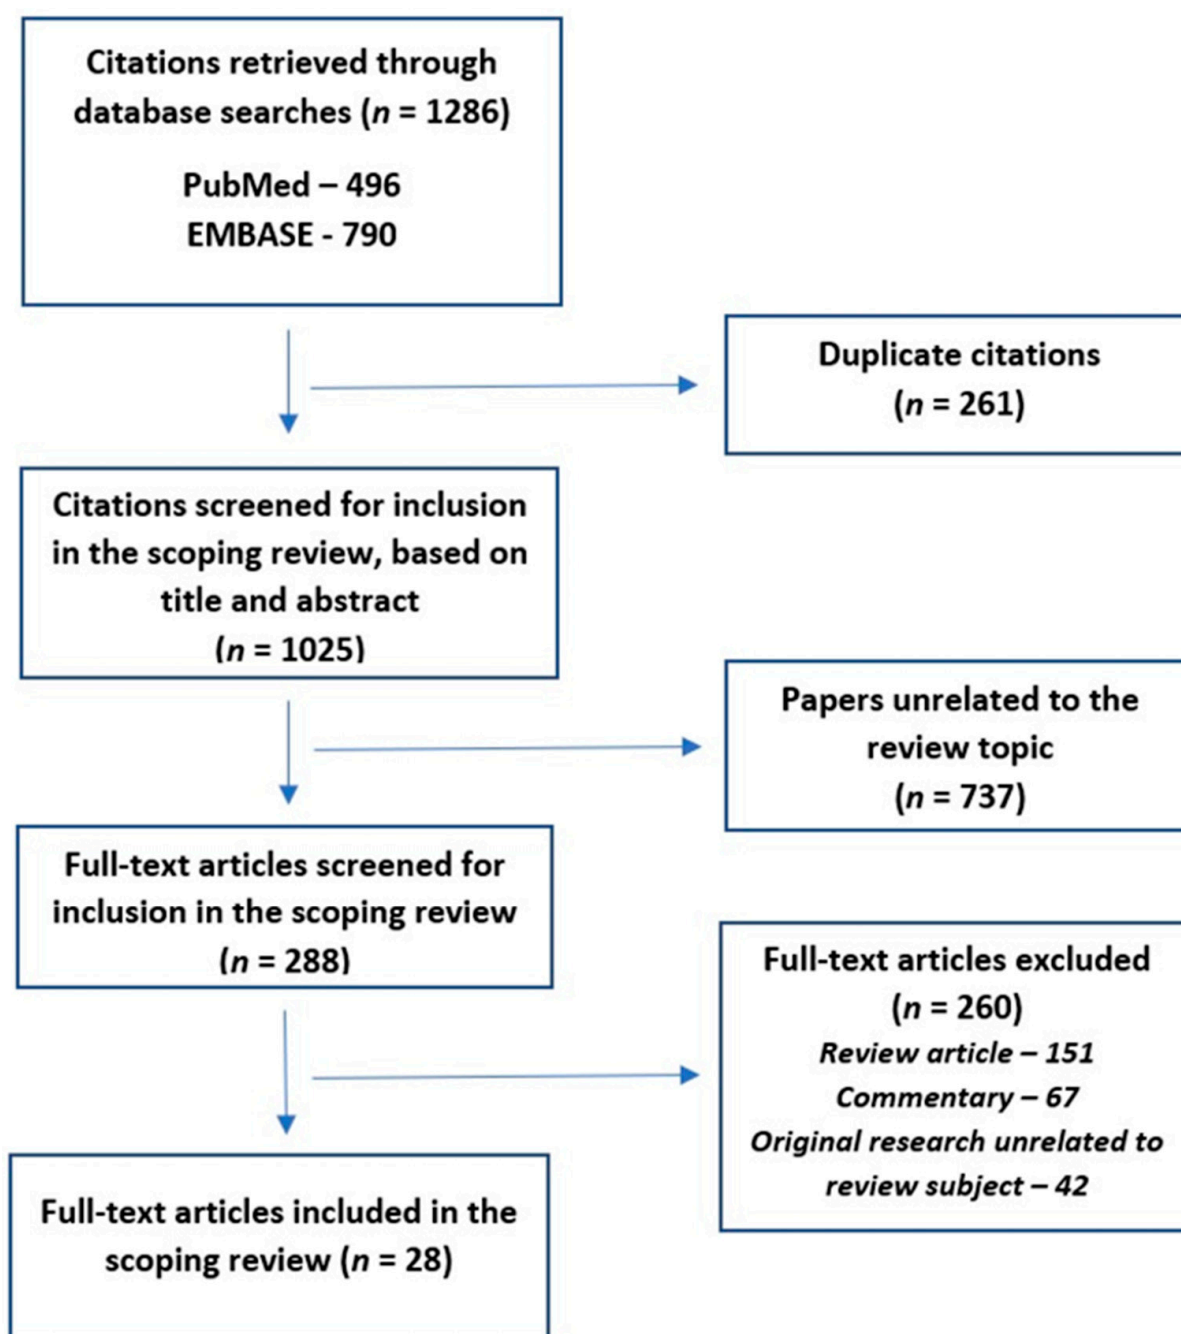 Citations retrieved through
database searches (n = 1286)
PubMed – 496
EMBASE - 790
Duplicate citations
(n = 261)
Citations screened for inclusion
in the scoping review, based on
title and abstract
(n = 1025)
Papers unrelated to the
review topic
(n = 737)
Full-text articles screened for
inclusion in the scoping review
(n = 288)
Full-text articles excluded
(n = 260)
Review article – 151
Commentary – 67
Original research unrelated to
review subject – 42
Full-text articles included in the
scoping review (n = 28)